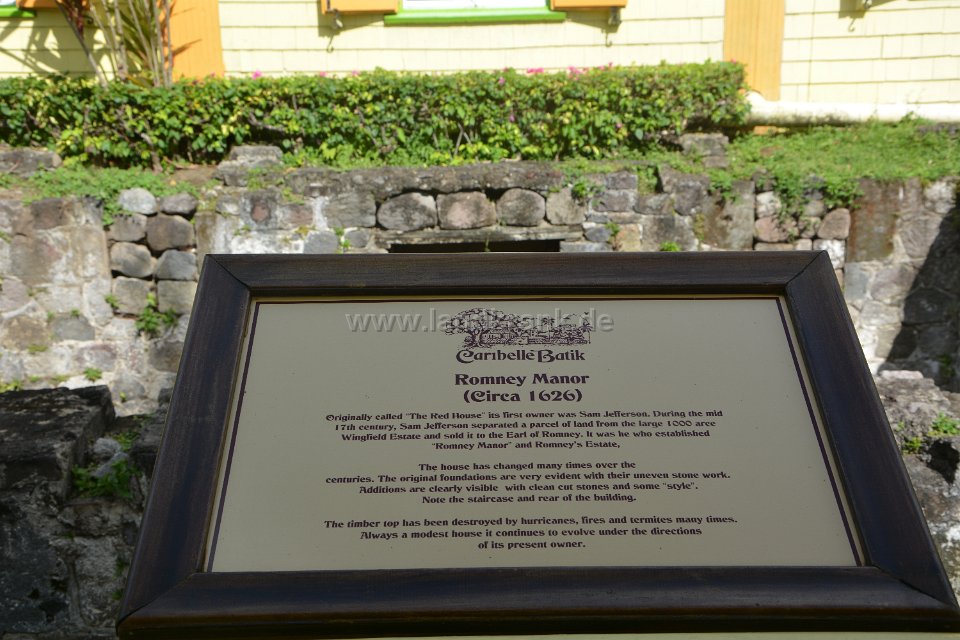 Caribelle Batik
Romney Manor
(Circa 1626)
Originally called "The Red House" its first owner was Sam Jefferson. During the mid
17th century, Sam Jefferson separated a parcel of land from the large 1000 arce
Wingfield Estate and sold it to the Earl of Romney. It was he who established
"Romney Manor" and Romney's Estate,
The house has changed many times over the
centuries. The original foundations are very evident with their uneven stone work.
Additions are clearly visible with clean cut stones and some "style".
Note the staircase and rear of the building.
The timber top has been destroyed by hurricanes, fires and termites many times.
Always a modest house it continues to evolve under the directions
of its present owner.